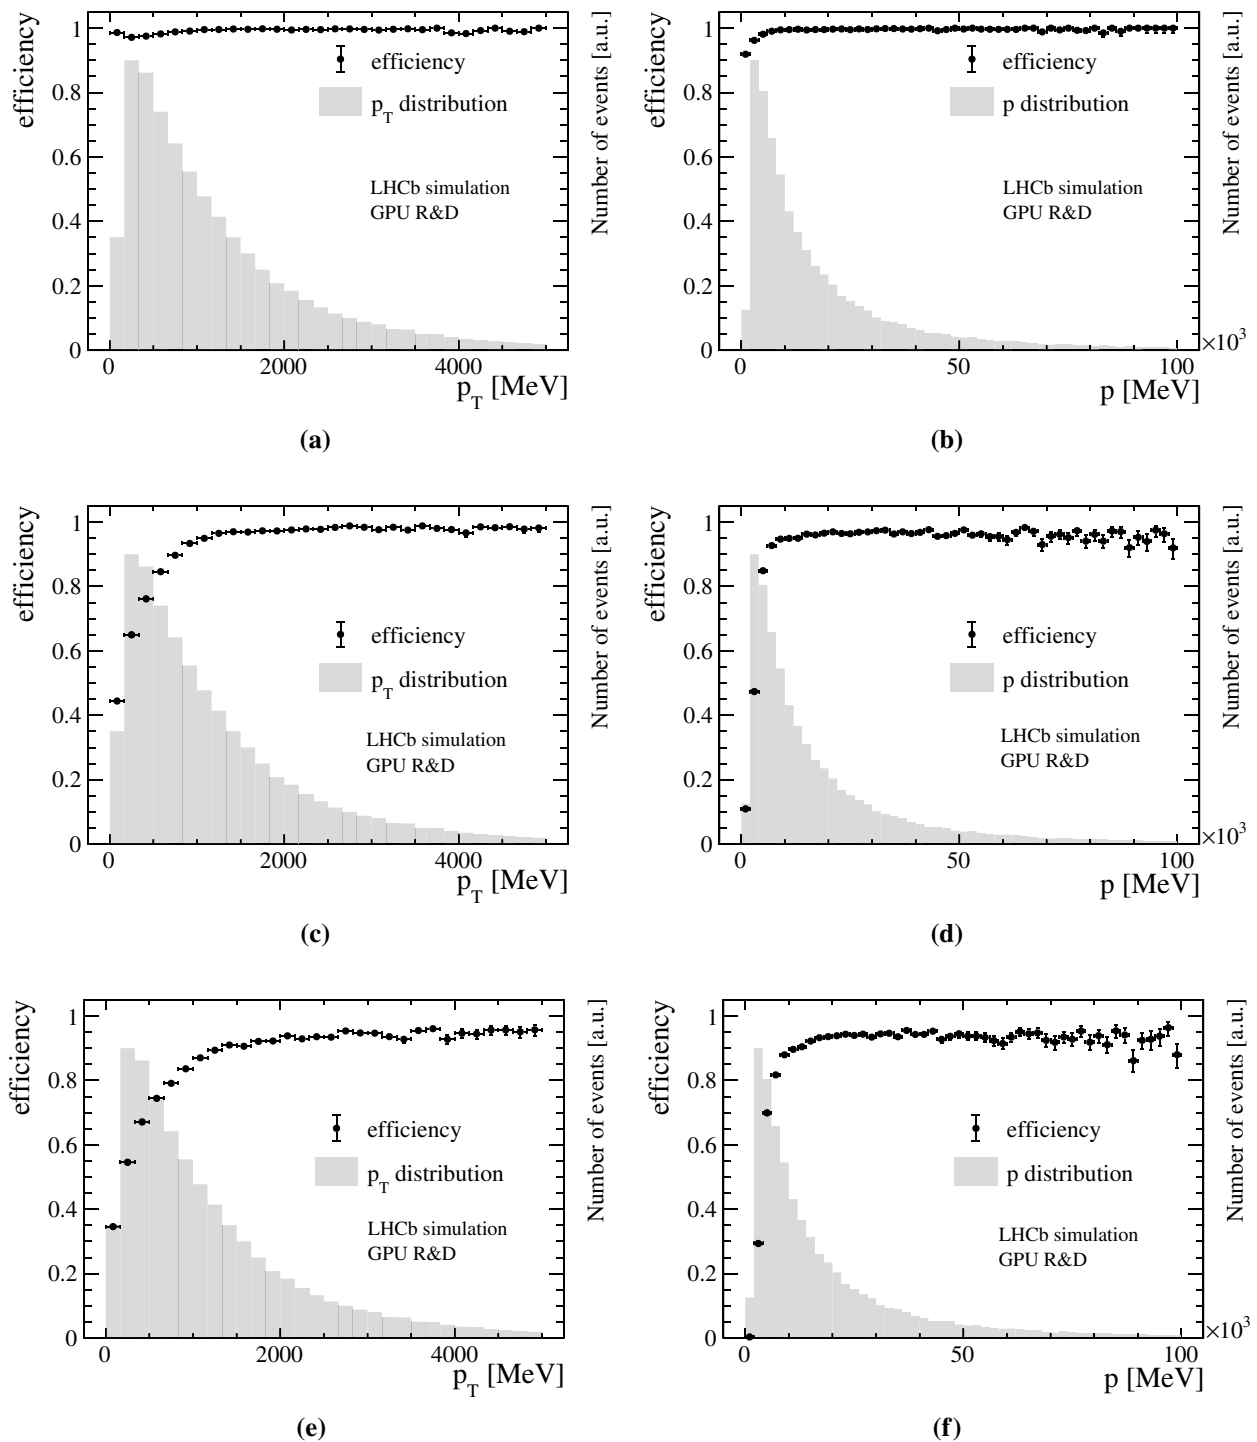 efficiency
1
0.8
0.6
0.4
0.2
0
0 2000 4000
p_T [MeV]
efficiency
p_T distribution
LHCb simulation
GPU R&D
Number of events [a.u.]
(a)
efficiency
1
0.8
0.6
0.4
0.2
0
0 50 100
×10³
p [MeV]
efficiency
p distribution
LHCb simulation
GPU R&D
Number of events [a.u.]
(b)
efficiency
1
0.8
0.6
0.4
0.2
0
0 2000 4000
p_T [MeV]
efficiency
p_T distribution
LHCb simulation
GPU R&D
Number of events [a.u.]
(c)
efficiency
1
0.8
0.6
0.4
0.2
0
0 50 100
×10³
p [MeV]
efficiency
p distribution
LHCb simulation
GPU R&D
Number of events [a.u.]
(d)
efficiency
1
0.8
0.6
0.4
0.2
0
0 2000 4000
p_T [MeV]
efficiency
p_T distribution
LHCb simulation
GPU R&D
Number of events [a.u.]
(e)
efficiency
1
0.8
0.6
0.4
0.2
0
0 50 100
×10³
p [MeV]
efficiency
p distribution
LHCb simulation
GPU R&D
Number of events [a.u.]
(f)